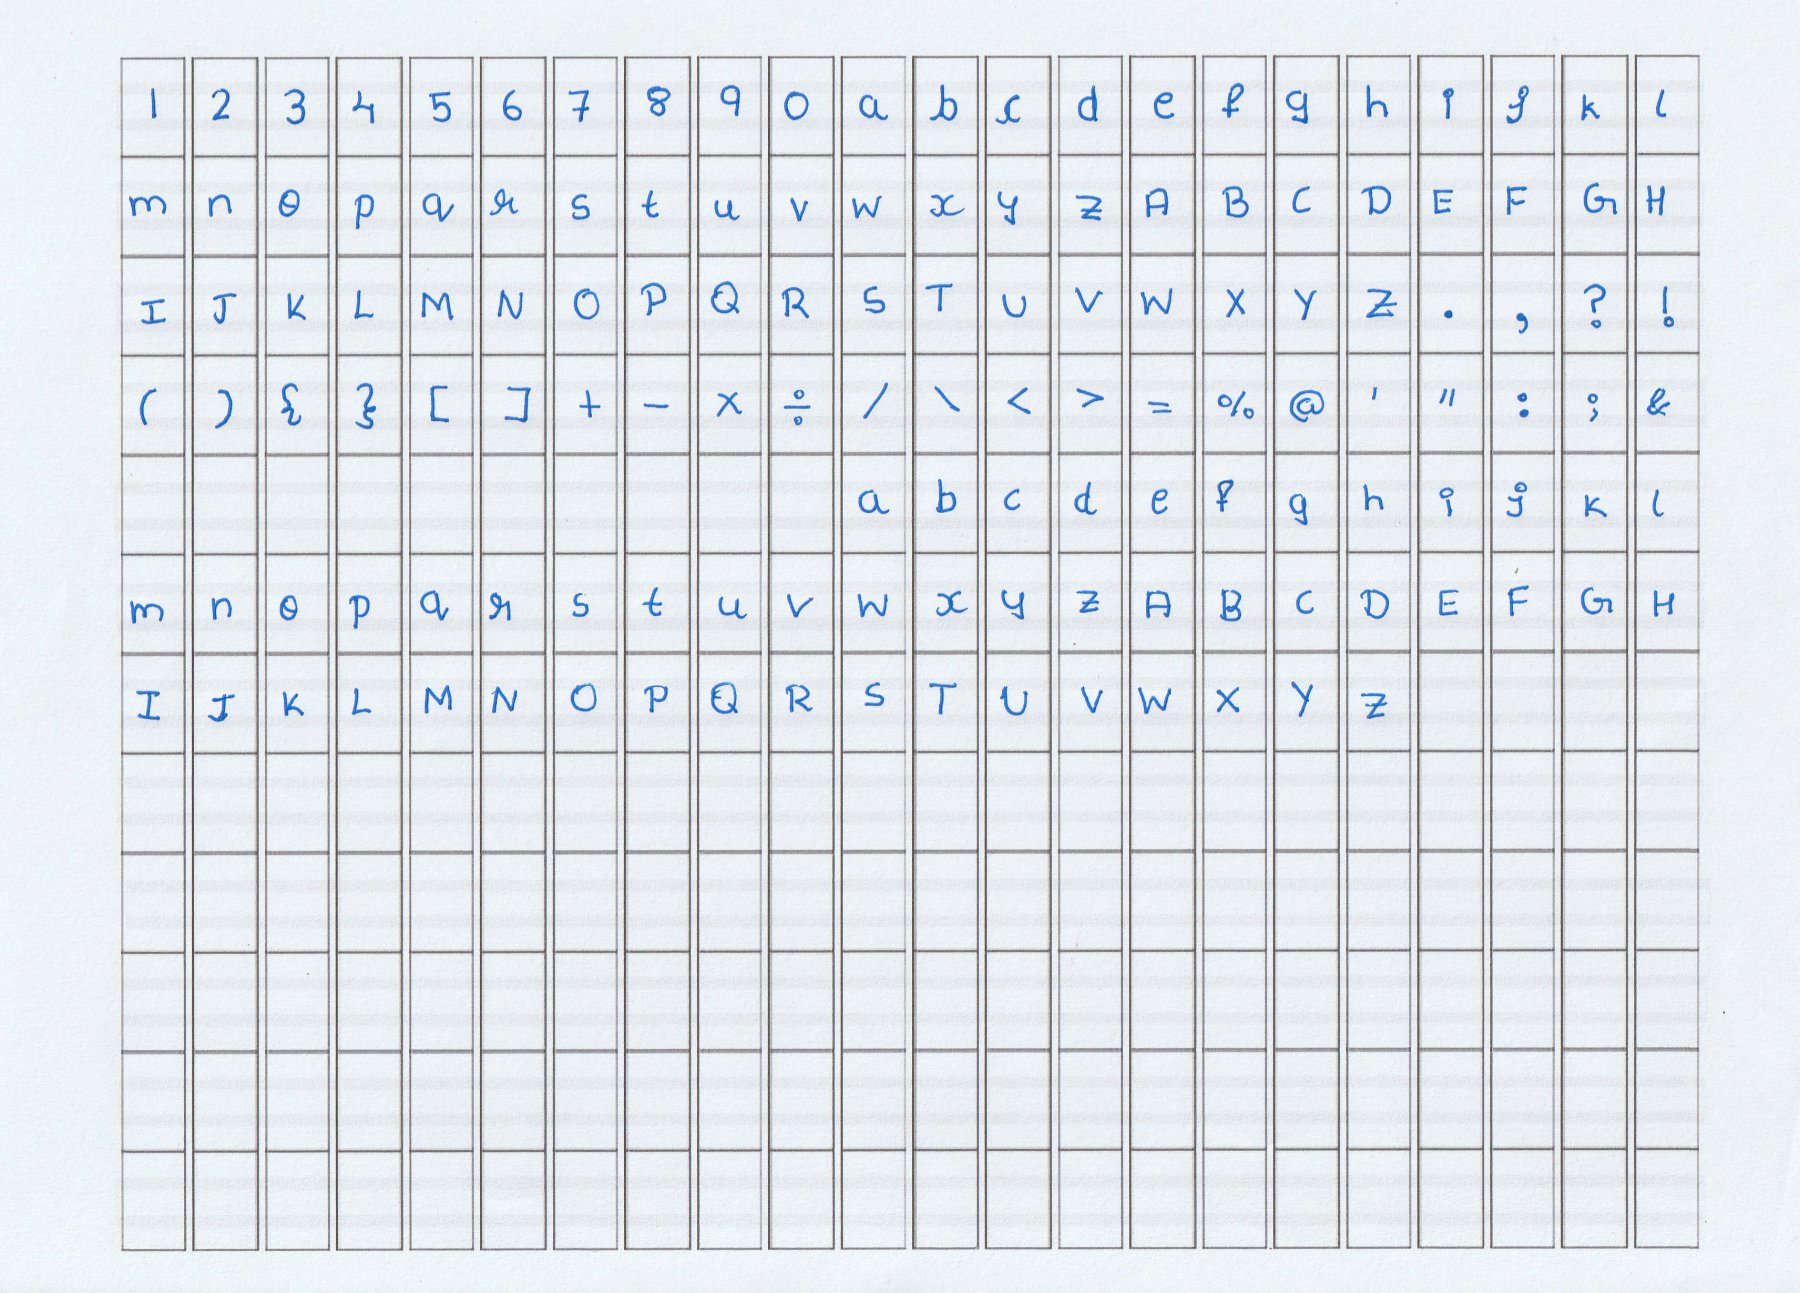 1 2 3 4 5 6 7 8 9 0 a b c d e f g h i j k l
m n o p q r s t u v w x y z A B C D E F G H
I J K L M N O P Q R S T U V W X Y Z . , ? !
( ) { } [ ] + - × ÷ / \ < > = % @ ' " : ; &
a b c d e f g h i j k l
m n o p q r s t u v w x y z A B C D E F G H
I J K L M N O P Q R S T U V W X Y Z